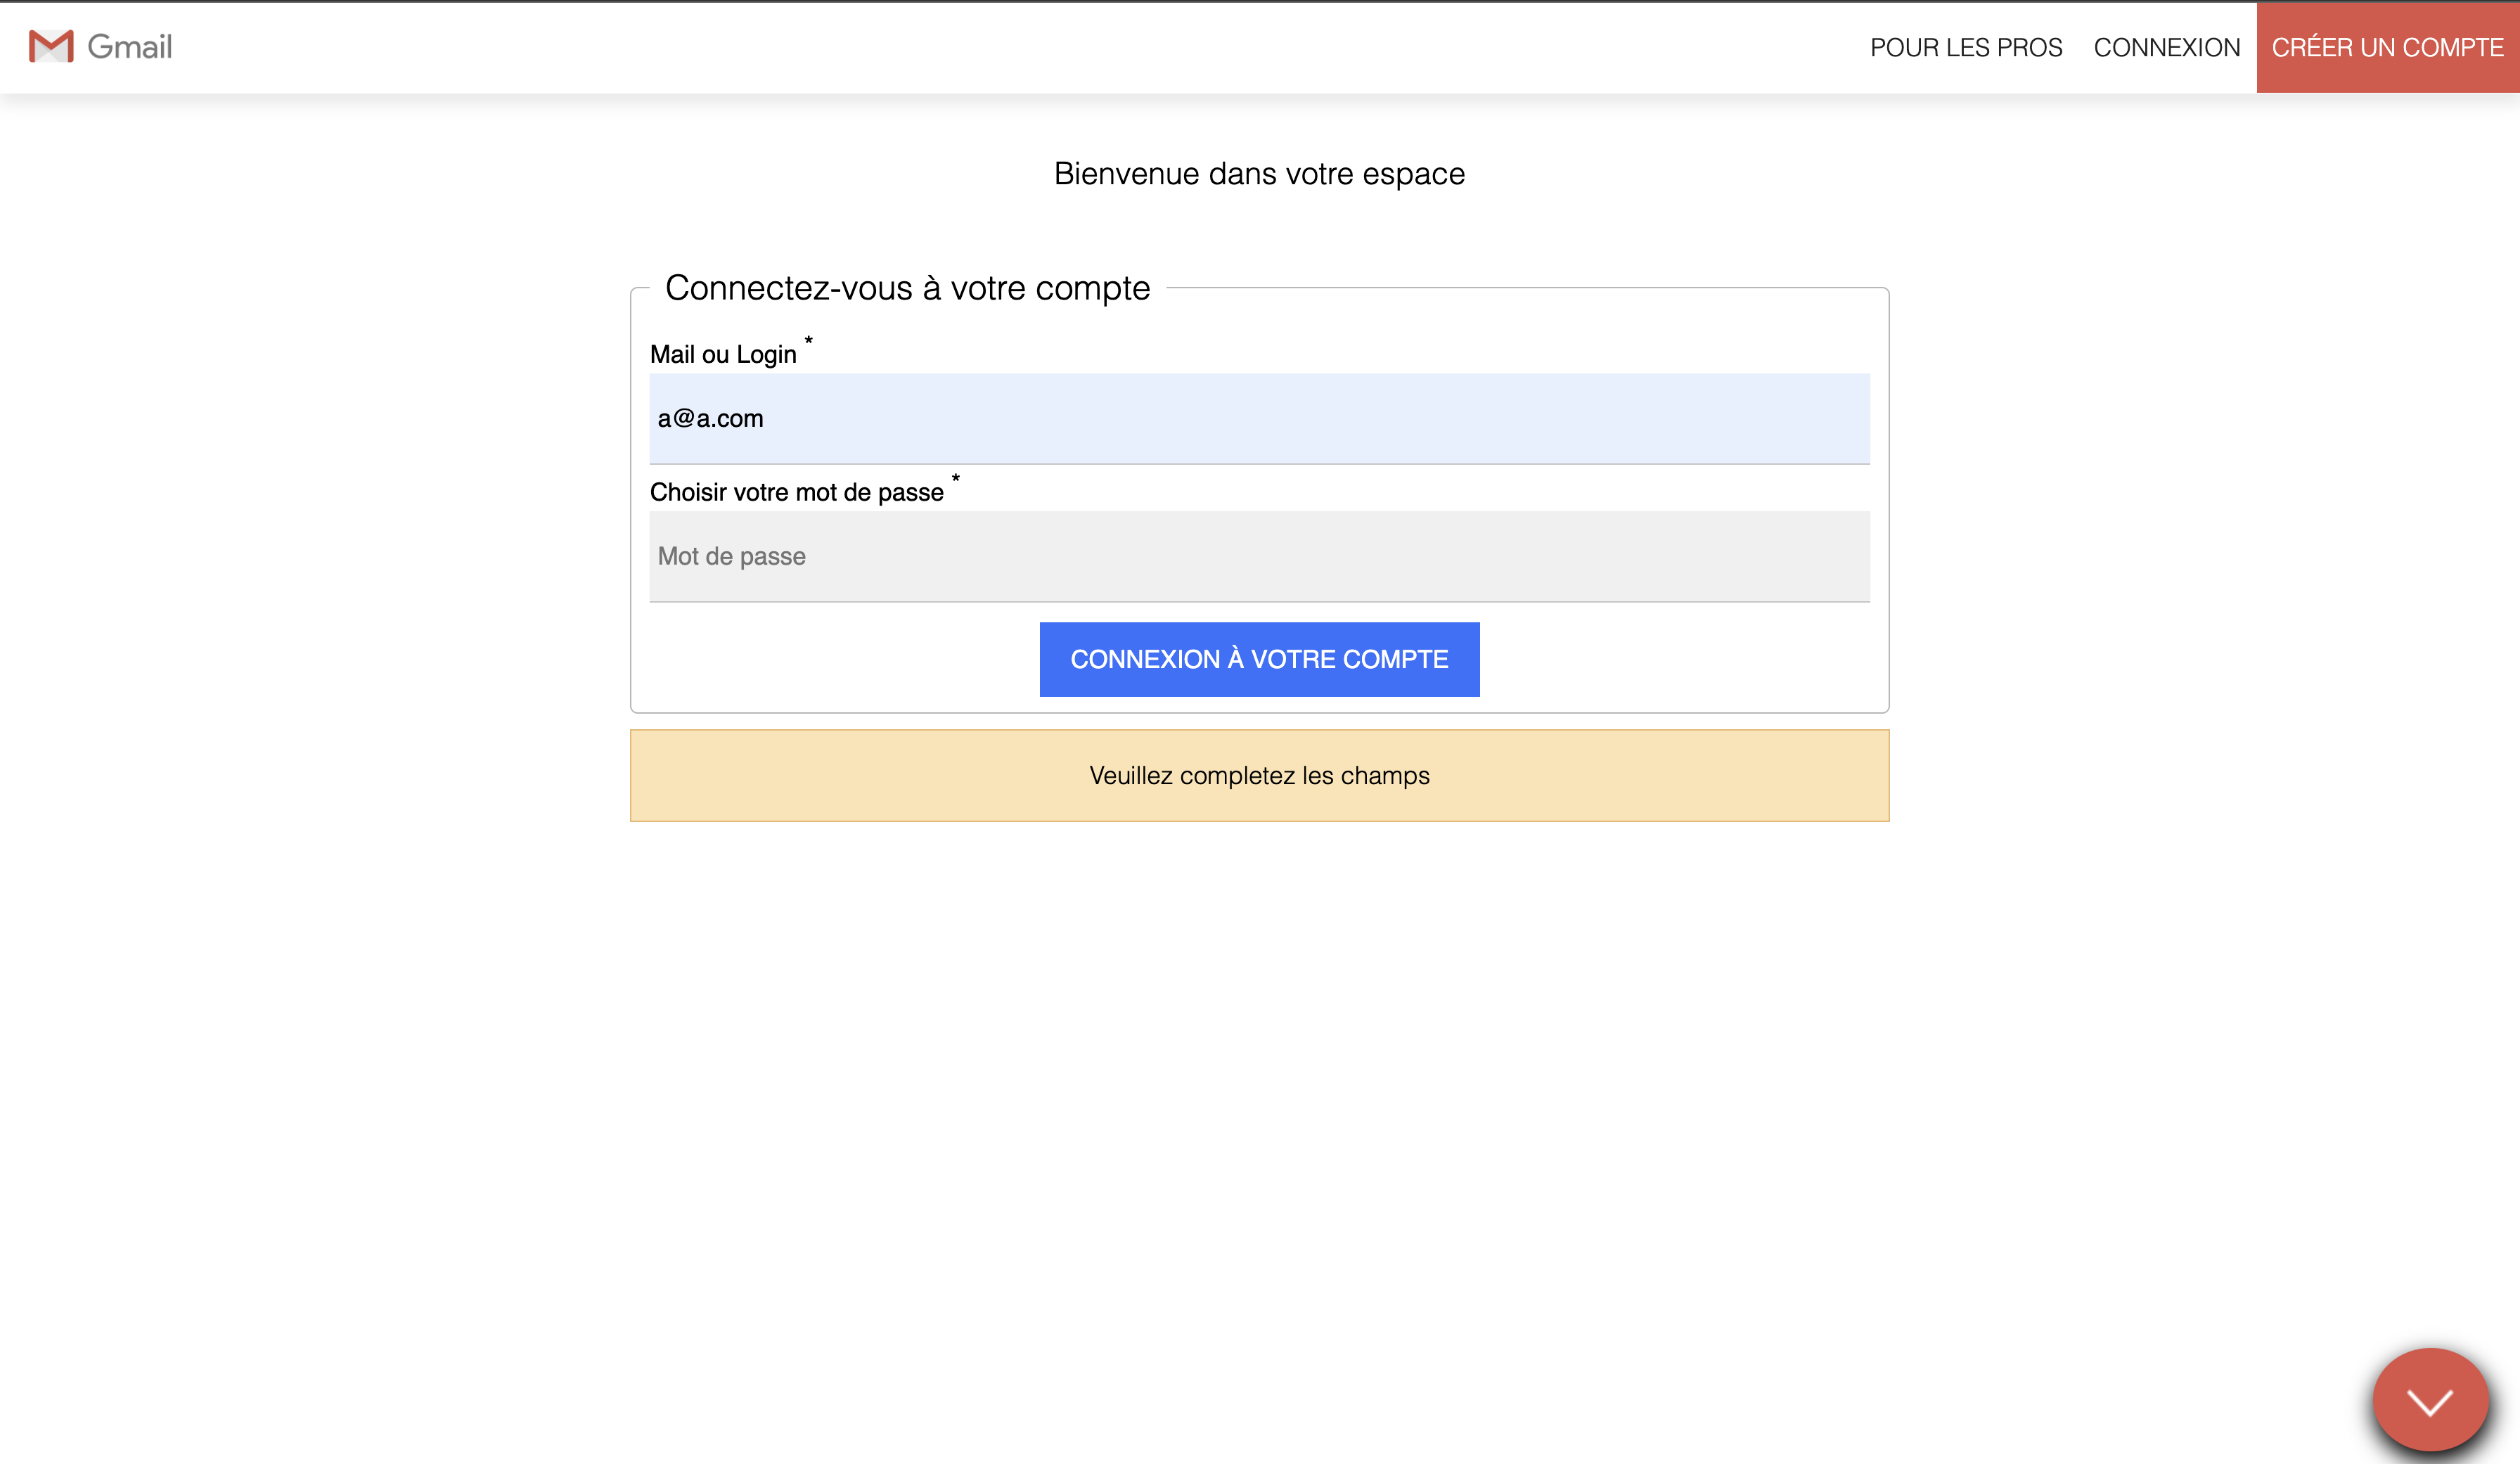 Gmail
POUR LES PROS CONNEXION CRÉER UN COMPTE
Bienvenue dans votre espace
Connectez-vous à votre compte
Mail ou Login *
a@a.com
Choisir votre mot de passe *
Mot de passe
CONNEXION À VOTRE COMPTE
Veuillez completez les champs